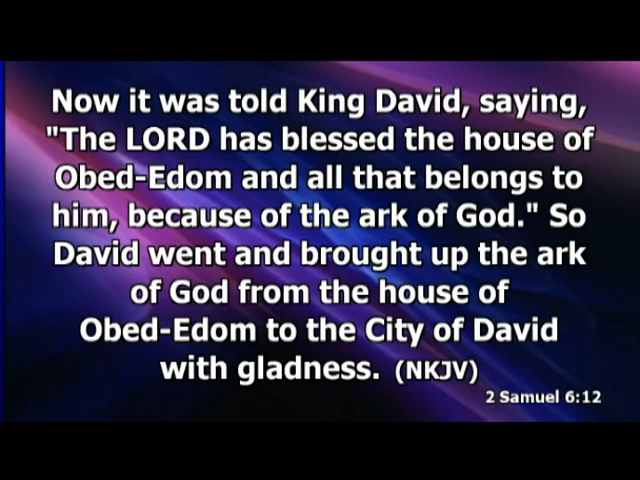 Now it was told King David, saying,
"The LORD has blessed the house of
Obed-Edom and all that belongs to
him, because of the ark of God." So
David went and brought up the ark
of God from the house of
Obed-Edom to the City of David
with gladness. (NKJV)
2 Samuel 6:12